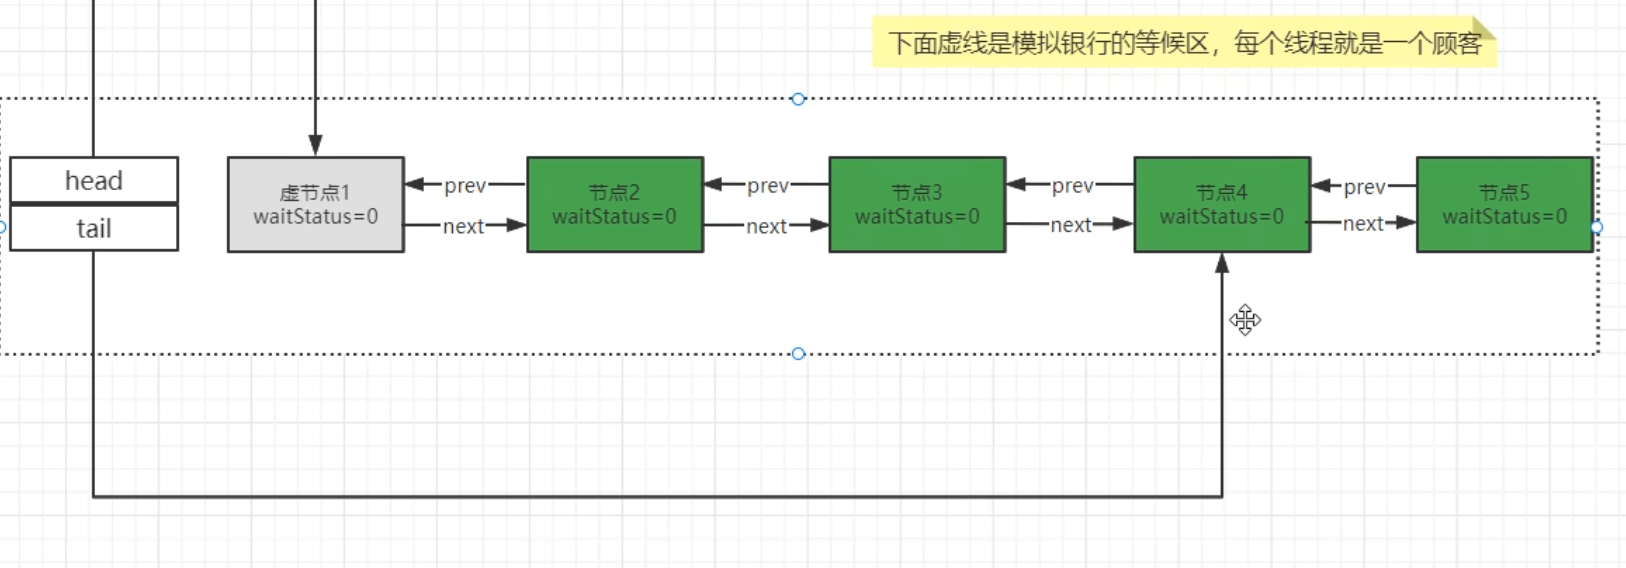 下面虚线是模拟银行的等候区，每个线程就是一个顾客
head
tail
虚节点1
waitStatus=0
prev
next
节点2
waitStatus=0
prev
next
节点3
waitStatus=0
prev
next
节点4
waitStatus=0
prev
next
节点5
waitStatus=0